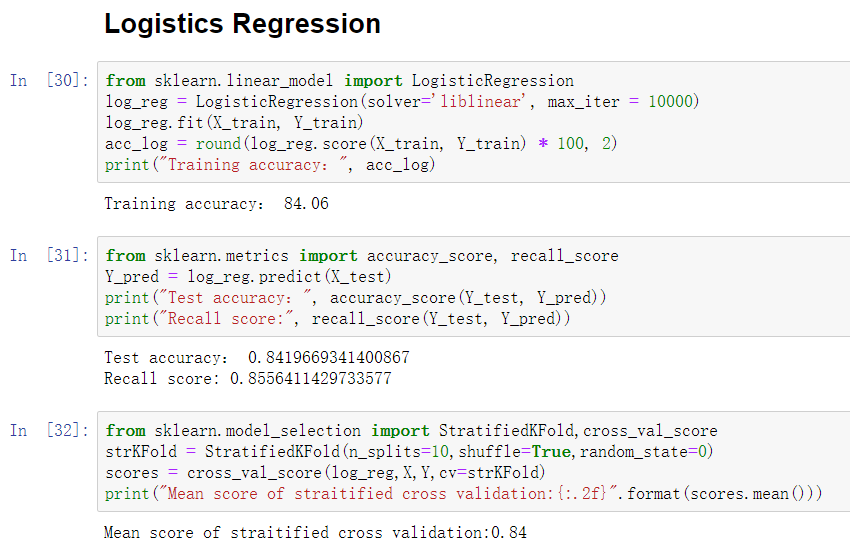 Logistics Regression
In [30]:
from sklearn.linear_model import LogisticRegression
log_reg = LogisticRegression(solver='liblinear', max_iter = 10000)
log_reg.fit(X_train, Y_train)
acc_log = round(log_reg.score(X_train, Y_train) * 100, 2)
print("Training accuracy: ", acc_log)
Training accuracy:  84.06
In [31]:
from sklearn.metrics import accuracy_score, recall_score
Y_pred = log_reg.predict(X_test)
print("Test accuracy: ", accuracy_score(Y_test, Y_pred))
print("Recall score:", recall_score(Y_test, Y_pred))
Test accuracy:  0.8419669341400867
Recall score: 0.8556411429733577
In [32]:
from sklearn.model_selection import StratifiedKFold,cross_val_score
strKFold = StratifiedKFold(n_splits=10,shuffle=True,random_state=0)
scores = cross_val_score(log_reg,X,Y,cv=strKFold)
print("Mean score of straitified cross validation:{:.2f}".format(scores.mean()))
Mean score of straitified cross validation:0.84